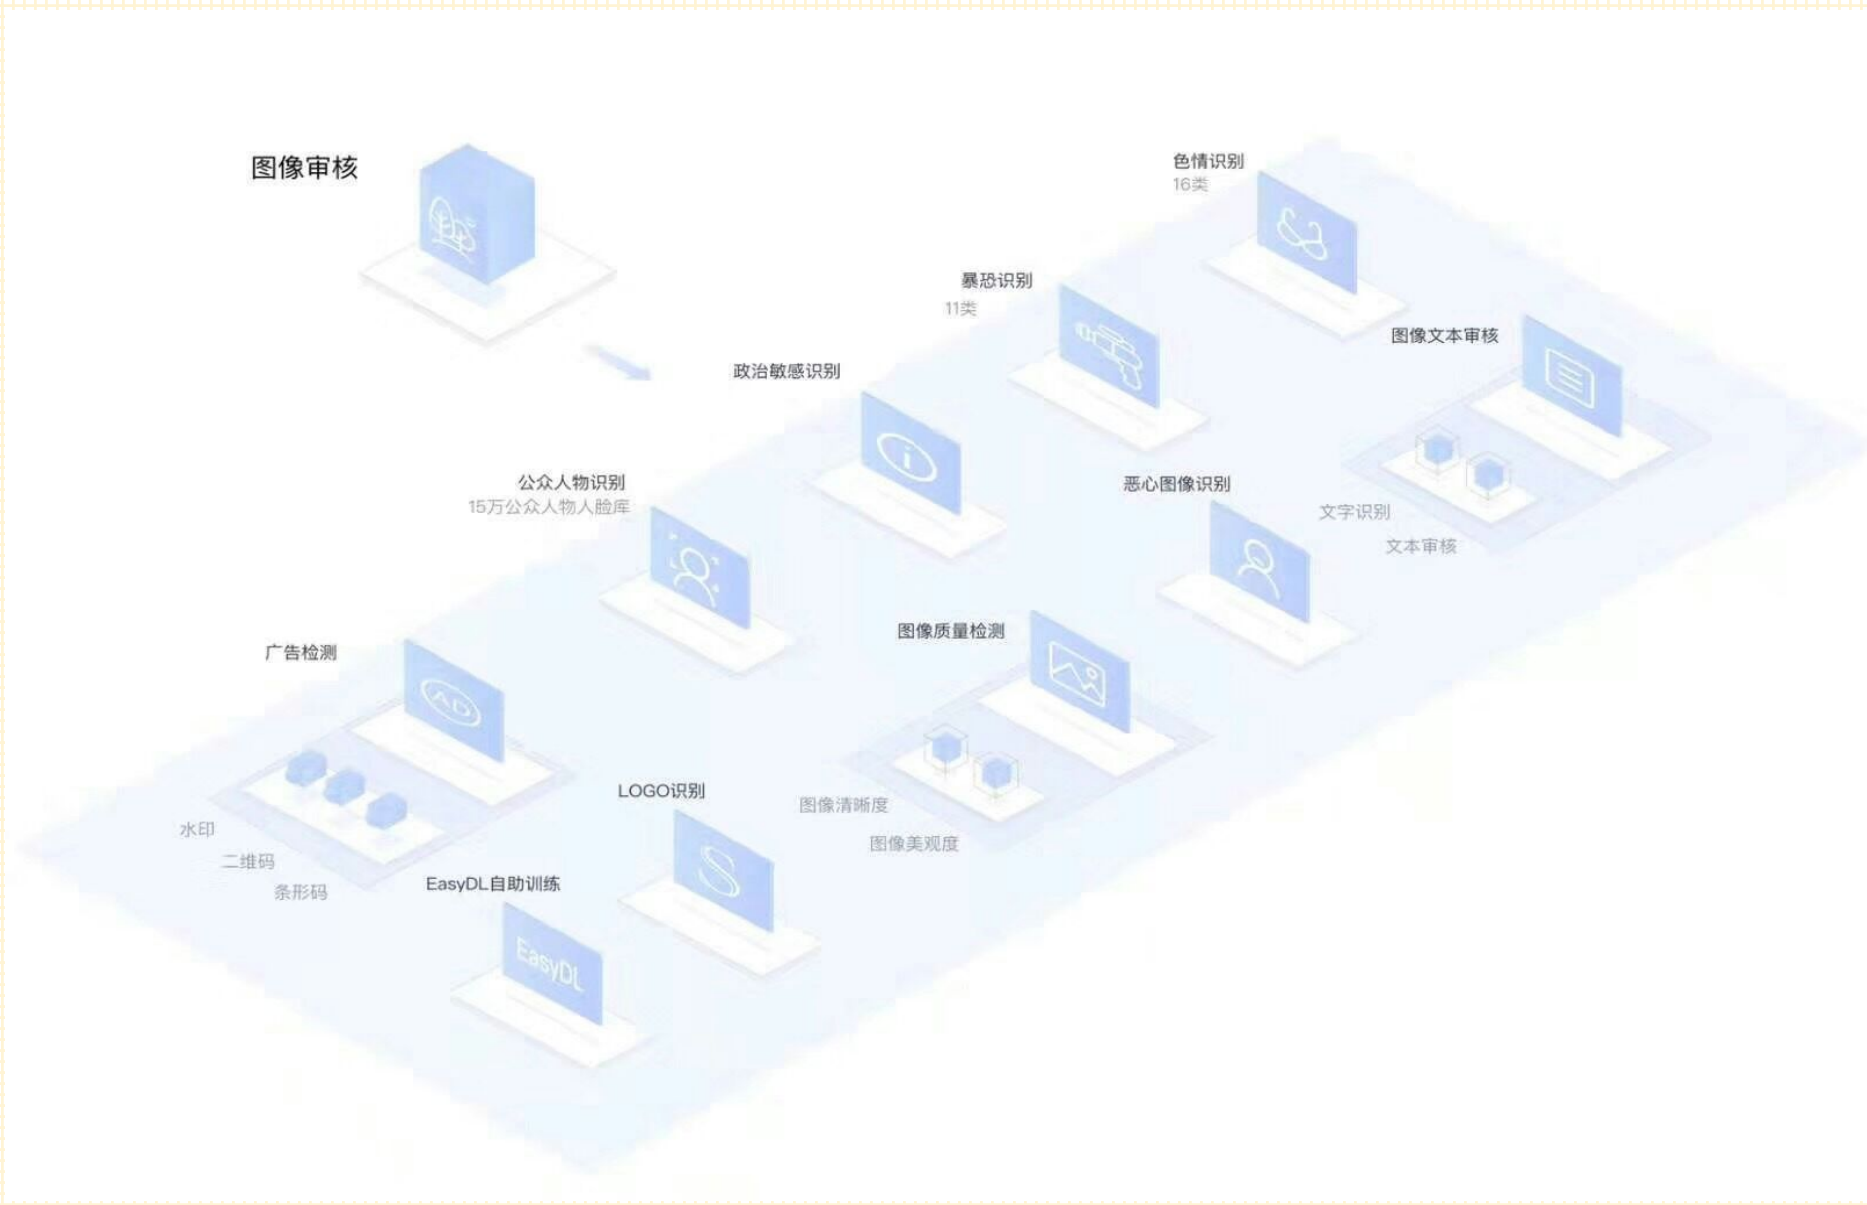 图像审核
色情识别
16类
暴恐识别
11类
图像文本审核
文字识别
文本审核
政治敏感识别
恶心图像识别
公众人物识别
15万公众人物人脸库
图像质量检测
图像清晰度
图像美观度
广告检测
AD
水印
二维码
条形码
LOGO识别
S
EasyDL自助训练
EasyDL